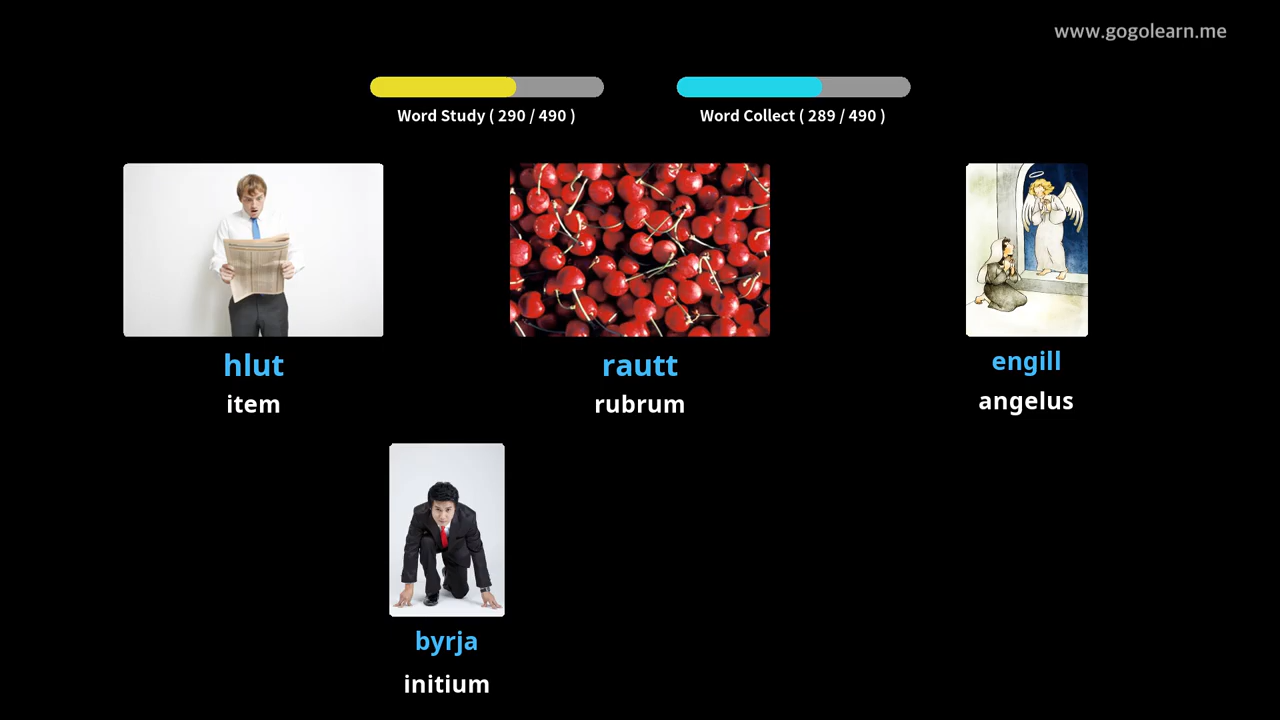 www.gogolearn.me
Word Study ( 290 / 490 )
Word Collect ( 289 / 490 )
hlut
item
rautt
rubrum
engill
angelus
byrja
initium